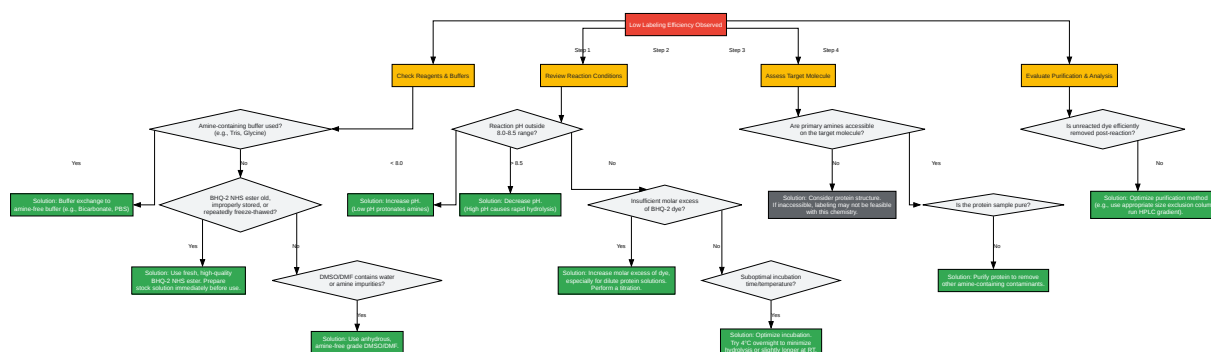 Low Labeling Efficiency Observed
Step 1
Step 2
Step 3
Step 4
Check Reagents & Buffers
Review Reaction Conditions
Assess Target Molecule
Evaluate Purification & Analysis
Amine-containing buffer used?
(e.g., Tris, Glycine)
Reaction pH outside
8.0-8.5 range?
Are primary amines accessible
on the target molecule?
Is unreacted dye efficiently
removed post-reaction?
Yes
No
< 8.0
> 8.5
No
No
Yes
No
Solution: Buffer exchange to
amine-free buffer (e.g., Bicarbonate, PBS)
BHQ-2 NHS ester old,
improperly stored, or
repeatedly freeze-thawed?
Solution: Increase pH.
(Low pH protonates amines)
Solution: Decrease pH.
(High pH causes rapid hydrolysis)
Insufficient molar excess
of BHQ-2 dye?
Solution: Consider protein structure.
If inaccessible, labeling may not be feasible
with this chemistry.
Is the protein sample pure?
Solution: Optimize purification method
(e.g., use appropriate size exclusion colum
run HPLC gradient).
Yes
No
Yes
No
No
Solution: Use fresh, high-quality
BHQ-2 NHS ester. Prepare
stock solution immediately before use.
DMSO/DMF contains water
or amine impurities?
Solution: Increase molar excess of dye,
especially for dilute protein solutions.
Perform a titration.
Suboptimal incubation
time/temperature?
Solution: Purify protein to remove
other amine-containing contaminants.
Yes
Yes
Solution: Use anhydrous,
amine-free grade DMSO/DMF.
Solution: Optimize incubation.
Try 4°C overnight to minimize
hydrolysis or slightly longer at RT.